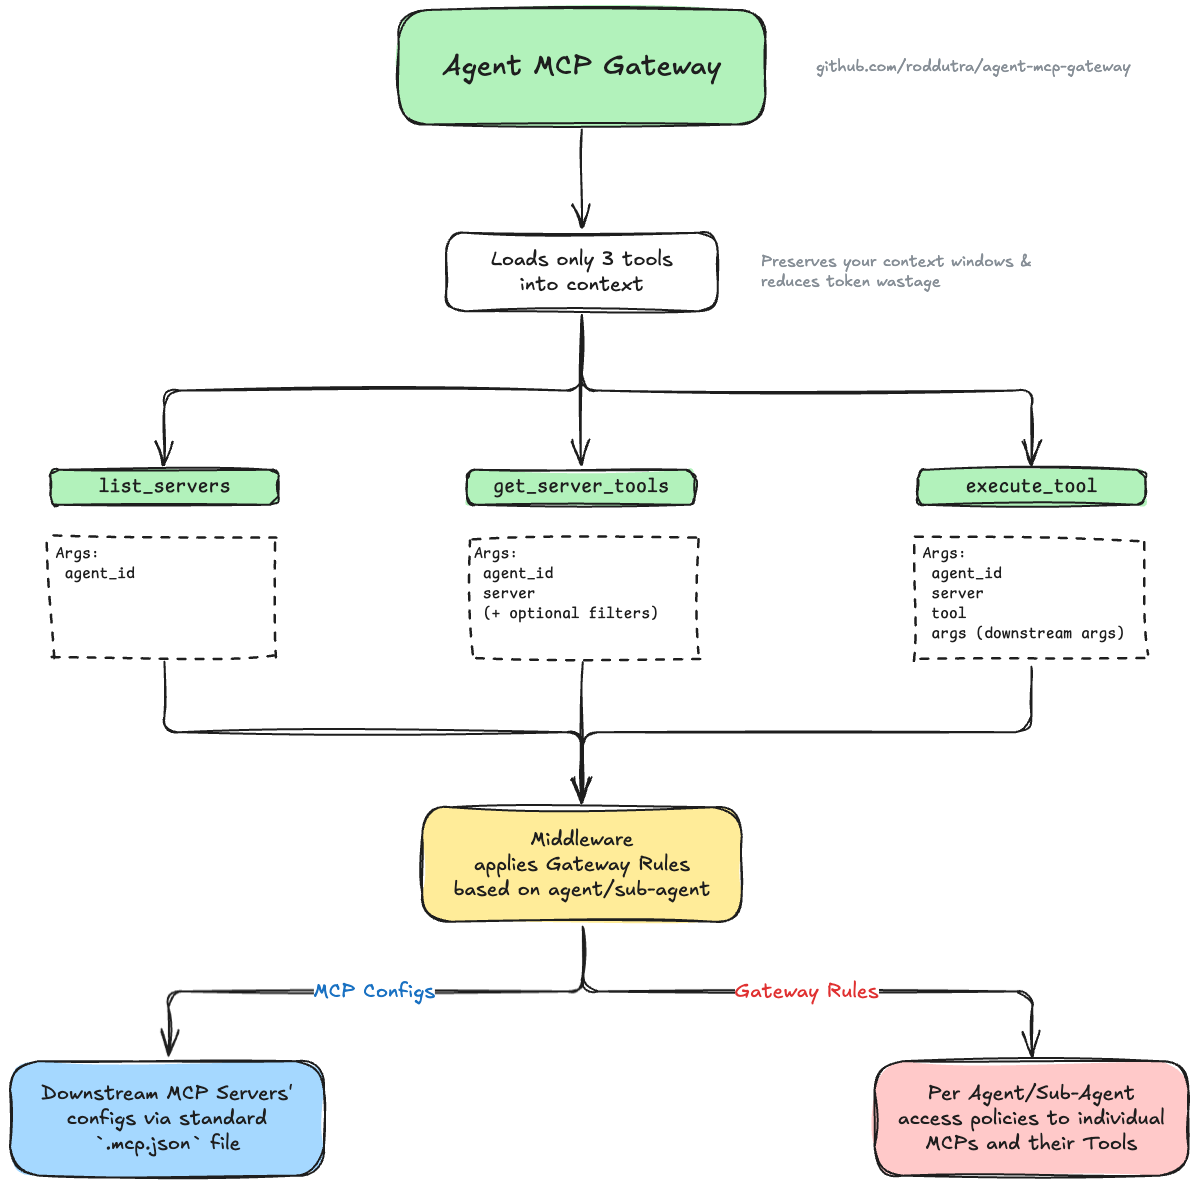 Agent MCP Gateway
github.com/roddutra/agent-mcp-gateway
Loads only 3 tools
into context
Preserves your context windows &
reduces token wastage
list_servers
Args:
agent_id
get_server_tools
Args:
agent_id
server
(+ optional filters)
execute_tool
Args:
agent_id
server
tool
args (downstream args)
Middleware
applies Gateway Rules
based on agent/sub-agent
MCP Configs
Gateway Rules
Downstream MCP Servers'
configs via standard
`.mcp.json` file
Per Agent/Sub-Agent
access policies to individual
MCPs and their Tools